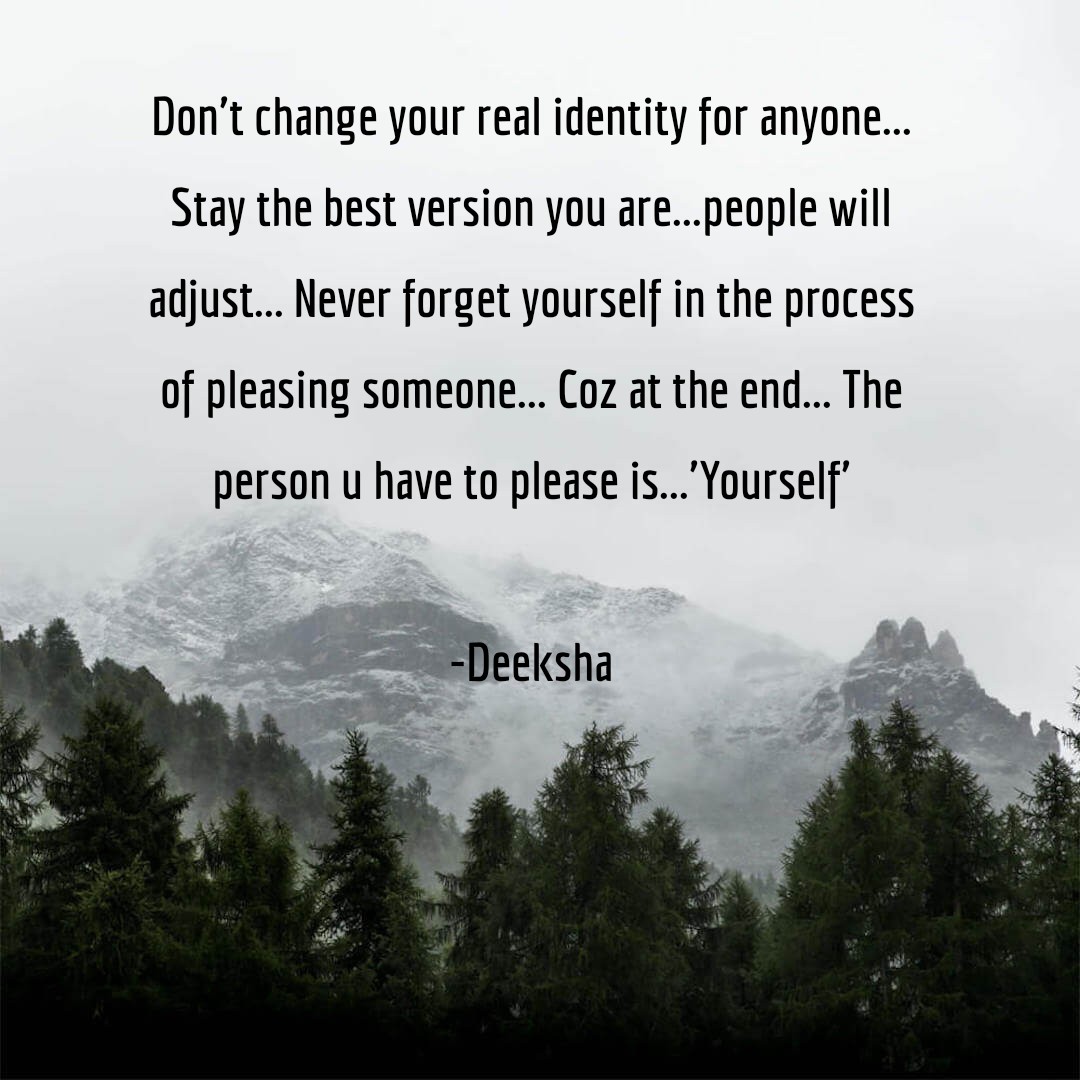 Don't change your real identity for anyone...
Stay the best version you are...people will
adjust... Never forget yourself in the process
of pleasing someone... Coz at the end... The
person u have to please is...'Yourself'
-Deeksha